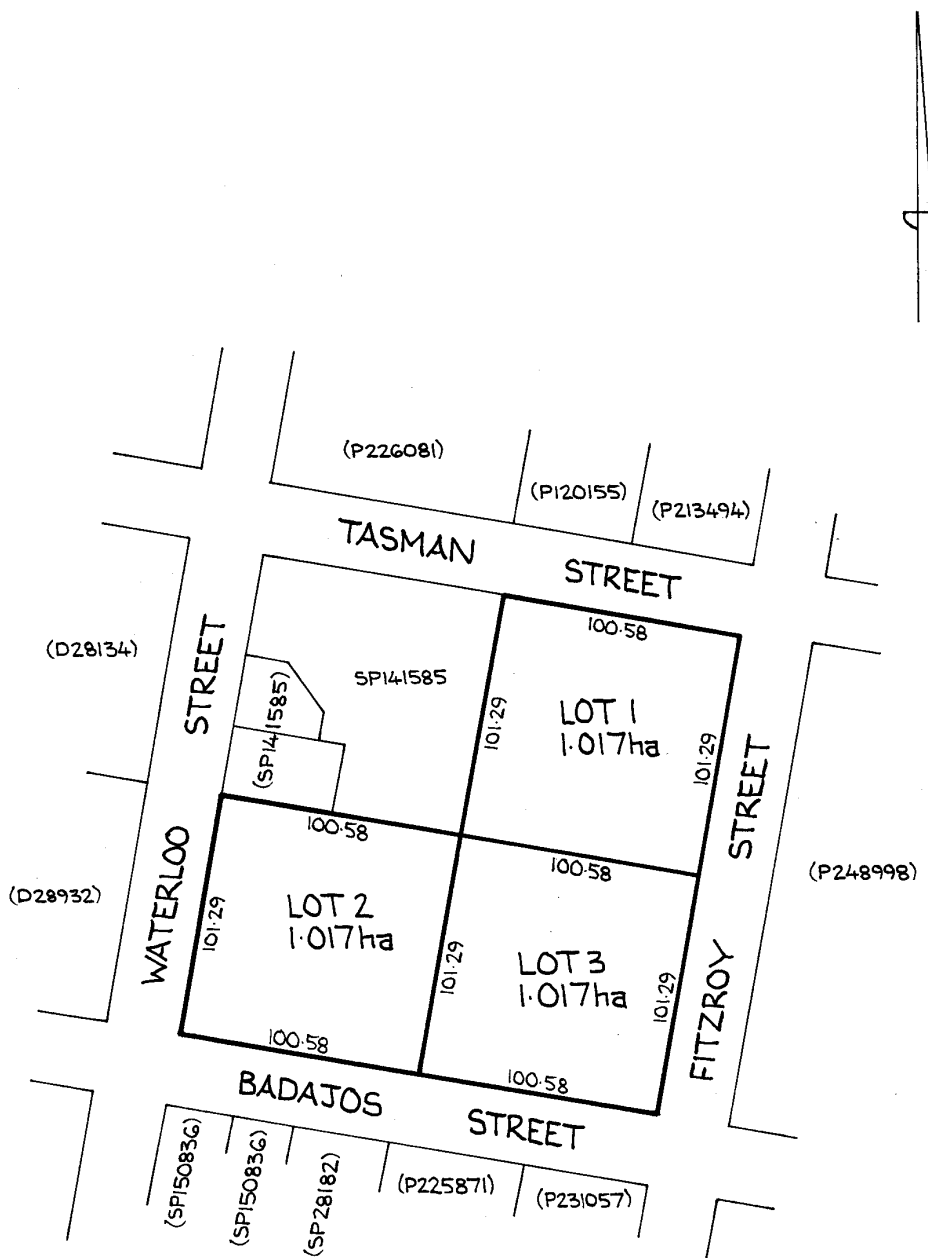 (P226081)
(P120155)
(P213494)
TASMAN STREET
100·58
(D28134)
STREET
SP141585
(SP141585)
101·29
LOT 1
1·017ha
101·29
STREET
100·58
100·58
(P248998)
(D28932)
WATERLOO
101·29
LOT 2
1·017ha
101·29
LOT 3
1·017ha
101·29
FITZROY
100·58
100·58
BADAJOS STREET
(SP150836)
(SP150836)
(SP28182)
(P225871)
(P231057)